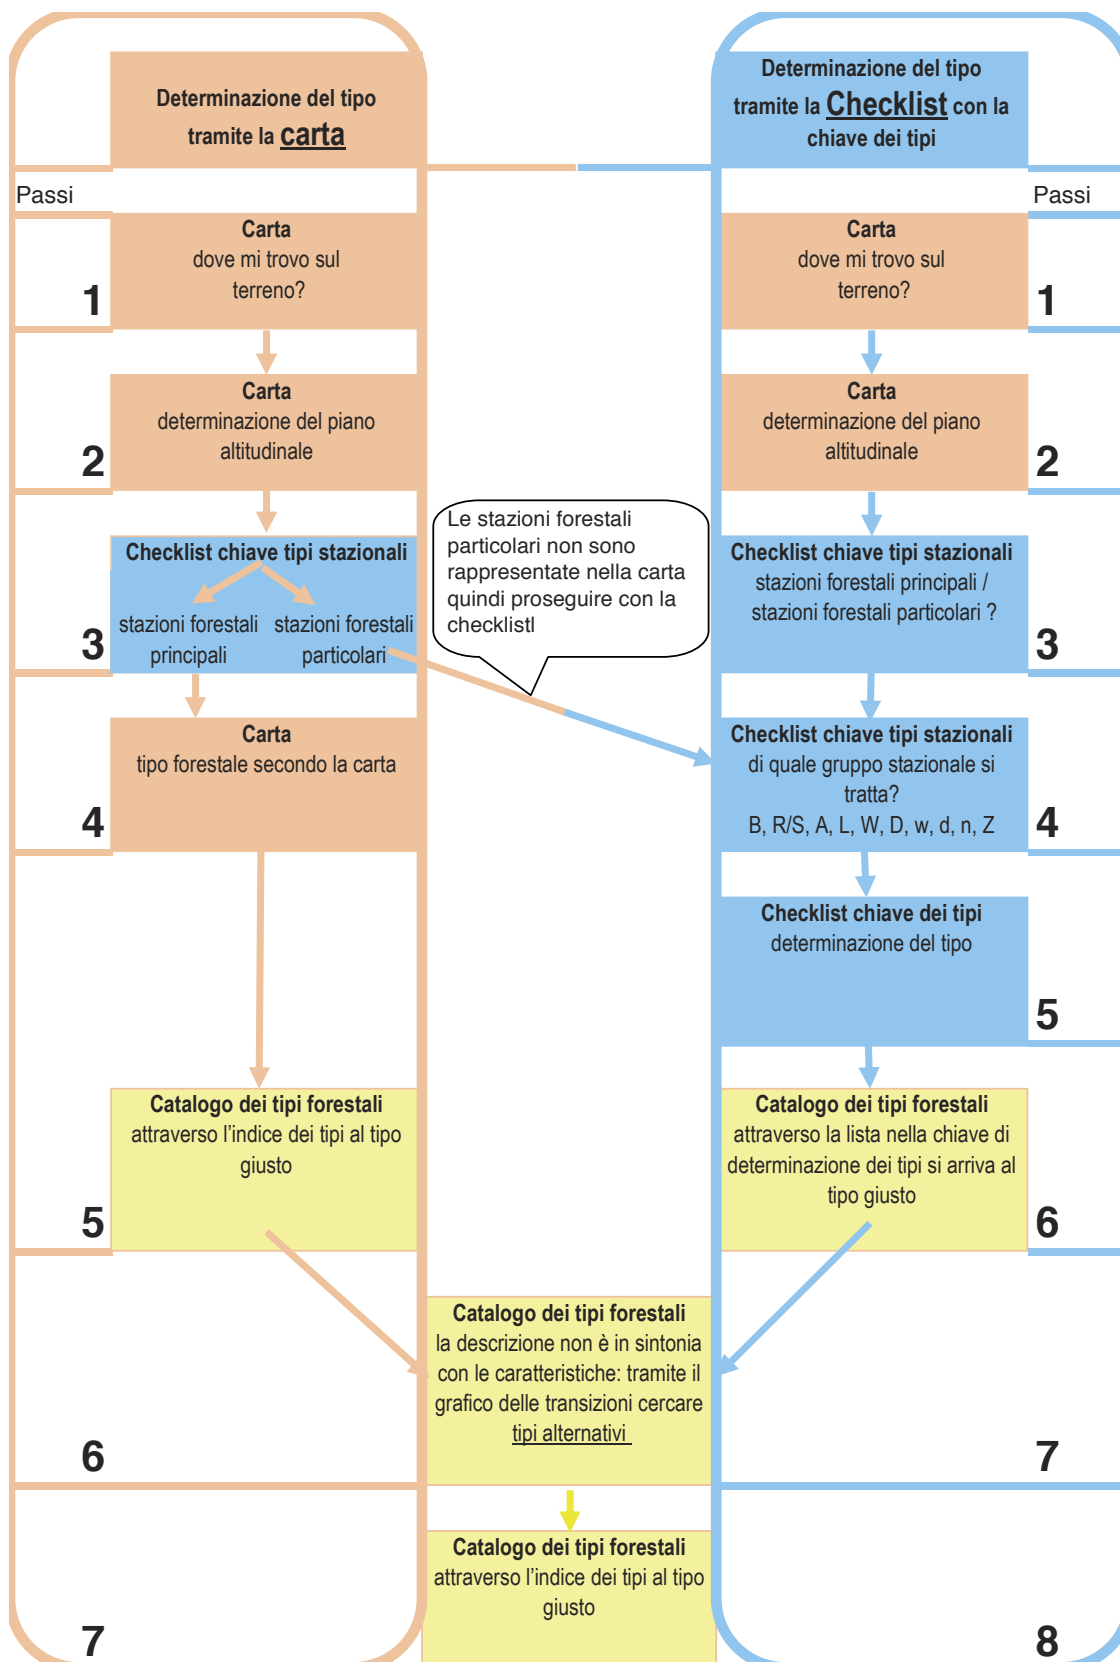 Determinazione del tipo
tramite la carta
Passi
Carta
dove mi trovo sul
terreno?
1
Carta
determinazione del piano
altitudinale
2
Checklist chiave tipi stazionali
stazioni forestali
principali
stazioni forestali
particolari
3
Carta
tipo forestale secondo la carta
4
Catalogo dei tipi forestali
attraverso l'indice dei tipi al tipo
giusto
5
6
7
Le stazioni forestali
particolari non sono
rappresentate nella carta
quindi proseguire con la
checklistl
Determinazione del tipo
tramite la Checklist con la
chiave dei tipi
Passi
Carta
dove mi trovo sul
terreno?
1
Carta
determinazione del piano
altitudinale
2
Checklist chiave tipi stazionali
stazioni forestali principali /
stazioni forestali particolari ?
3
Checklist chiave tipi stazionali
di quale gruppo stazionale si
tratta?
B, R/S, A, L, W, D, w, d, n, Z
4
Checklist chiave dei tipi
determinazione del tipo
5
Catalogo dei tipi forestali
attraverso la lista nella chiave di
determinazione dei tipi si arriva al
tipo giusto
6
Catalogo dei tipi forestali
la descrizione non è in sintonia
con le caratteristiche: tramite il
grafico delle transizioni cercare
tipi alternativi
7
Catalogo dei tipi forestali
attraverso l'indice dei tipi al tipo
giusto
8